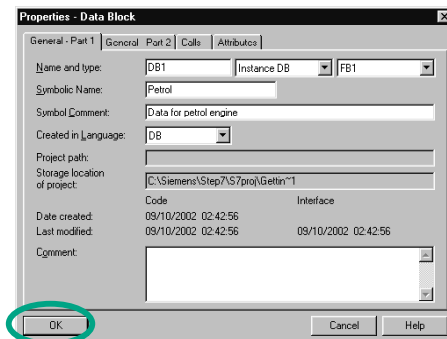 Properties - Data Block
General - Part 1 General Part 2 Calls Attributes
Name and type: DB1 Instance DB FB1
Symbolic Name: Petrol
Symbol Comment: Data for petrol engine
Created in Language: DB
Project path:
Storage location
of project: C:\Siemens\Step7\S7proj\Gettin~1
Code Interface
Date created: 09/10/2002 02:42:56
Last modified: 09/10/2002 02:42:56 09/10/2002 02:42:56
Comment:
OK Cancel Help